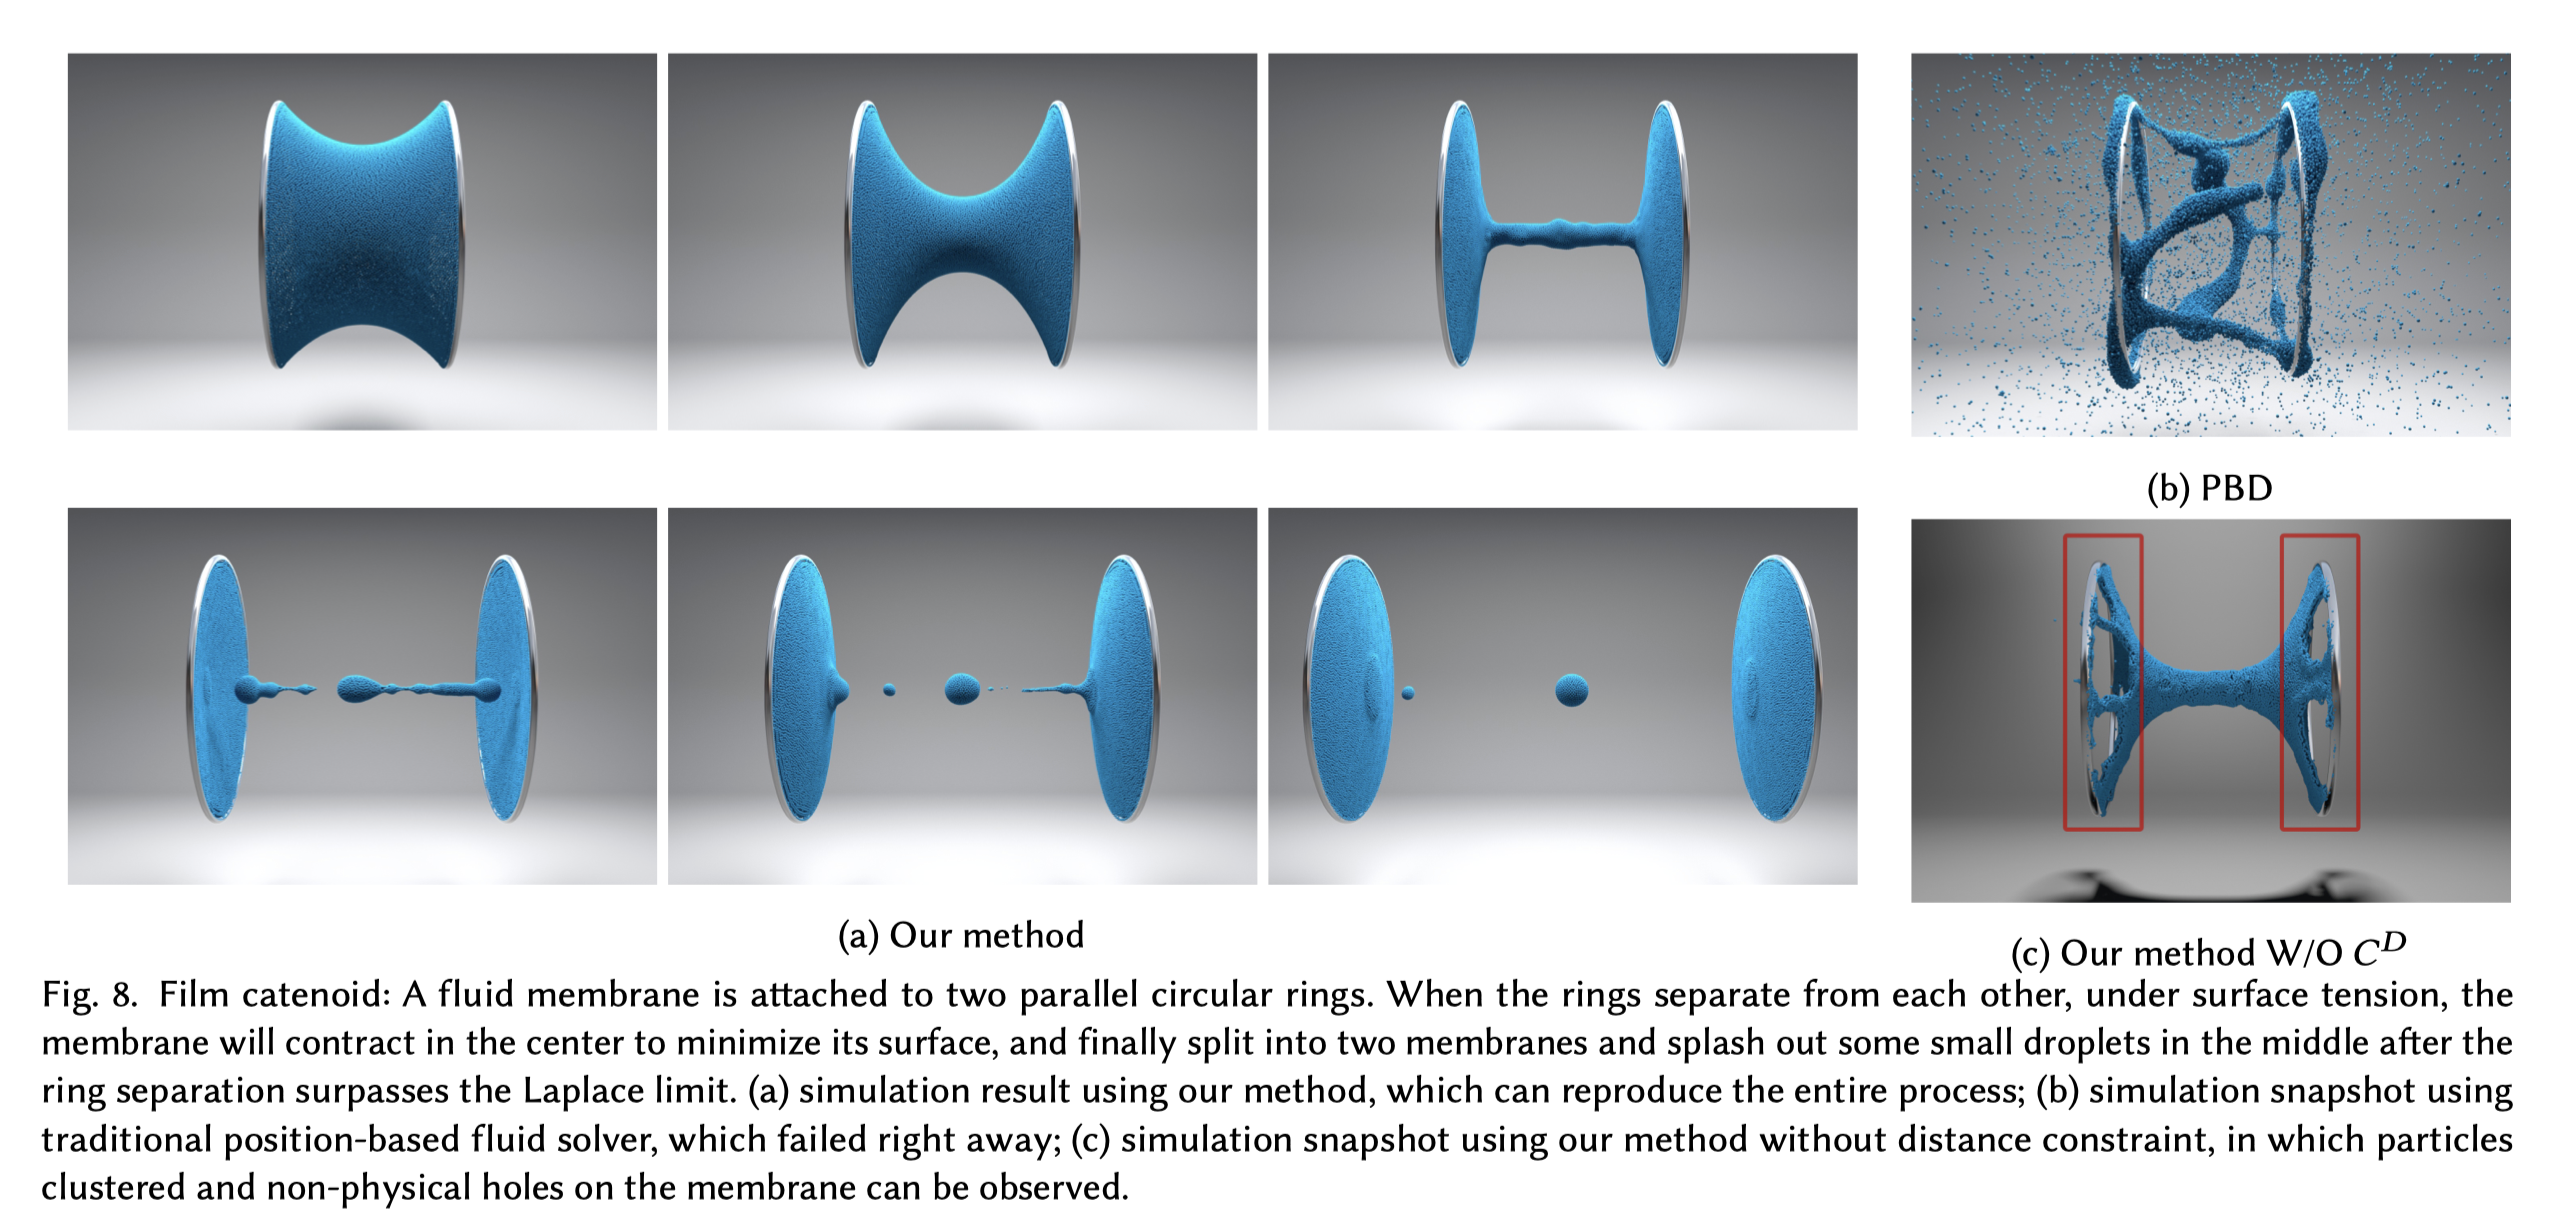 (b) PBD
(a) Our method
(c) Our method W/O C^D
Fig. 8. Film catenoid: A fluid membrane is attached to two parallel circular rings. When the rings separate from each other, under surface tension, the
membrane will contract in the center to minimize its surface, and finally split into two membranes and splash out some small droplets in the middle after the
ring separation surpasses the Laplace limit. (a) simulation result using our method, which can reproduce the entire process; (b) simulation snapshot using
traditional position-based fluid solver, which failed right away; (c) simulation snapshot using our method without distance constraint, in which particles
clustered and non-physical holes on the membrane can be observed.